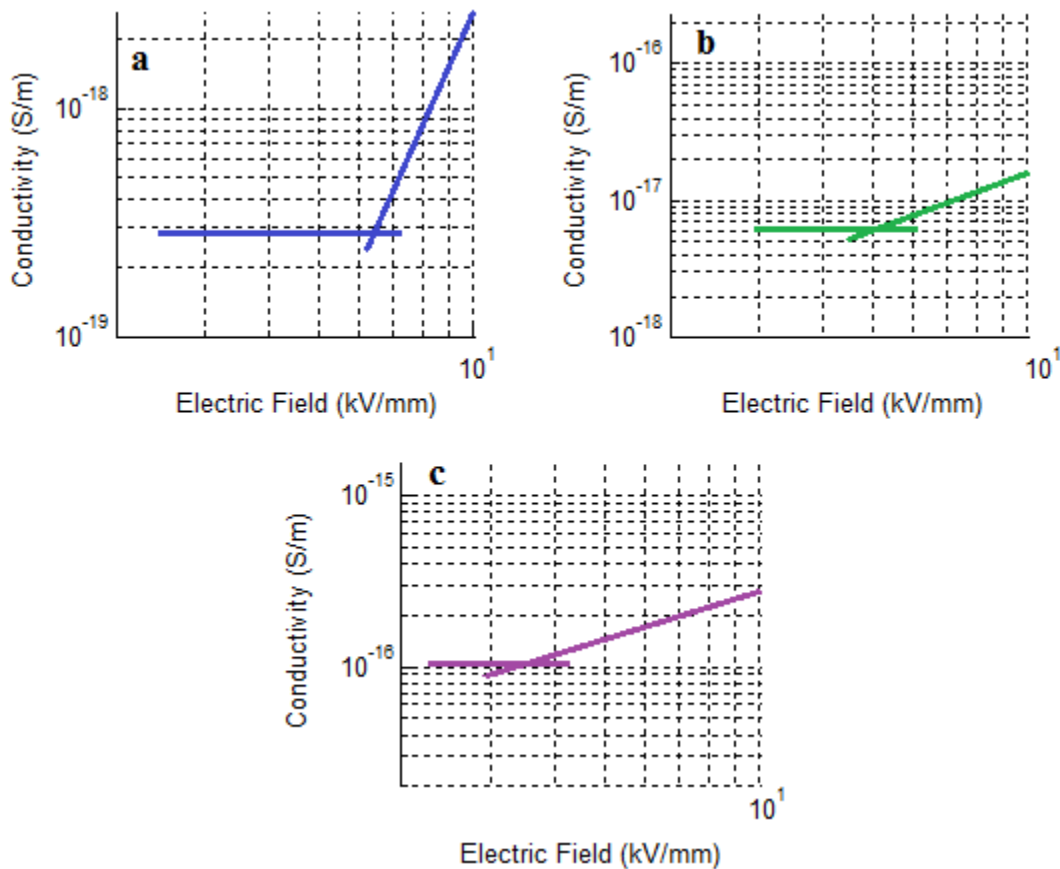 a
Conductivity (S/m)
10^-18
10^-19
10^1
Electric Field (kV/mm)
b
Conductivity (S/m)
10^-16
10^-17
10^-18
10^1
Electric Field (kV/mm)
c
Conductivity (S/m)
10^-15
10^-16
10^1
Electric Field (kV/mm)